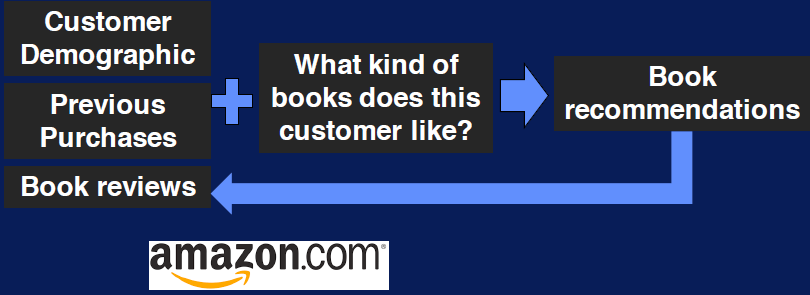 Customer
Demographic
Previous
Purchases
Book reviews
What kind of
books does this
customer like?
Book
recommendations
amazon.com®